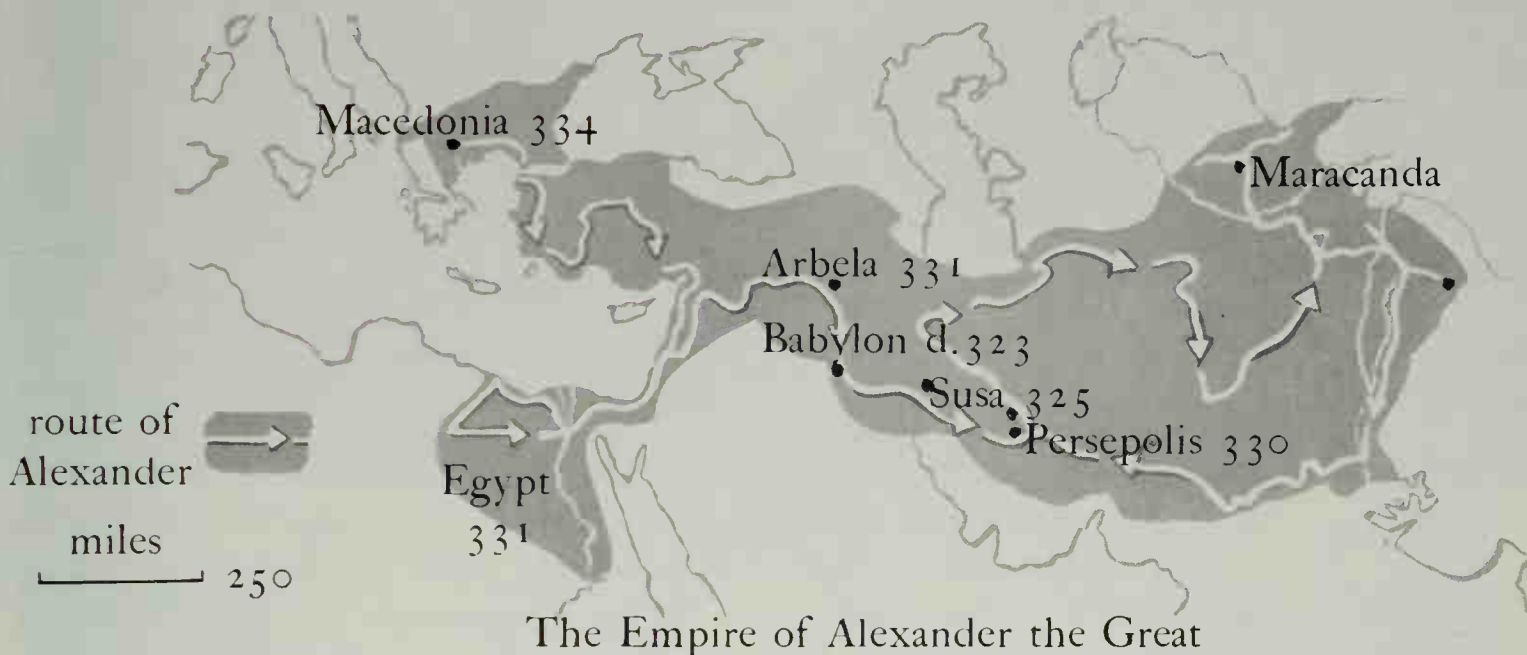 Macedonia 334
Maracanda
Arbela 331
Babylon d.323
Susa 325
Persepolis 330
route of
Alexander
Egypt
331
miles
250
The Empire of Alexander the Great